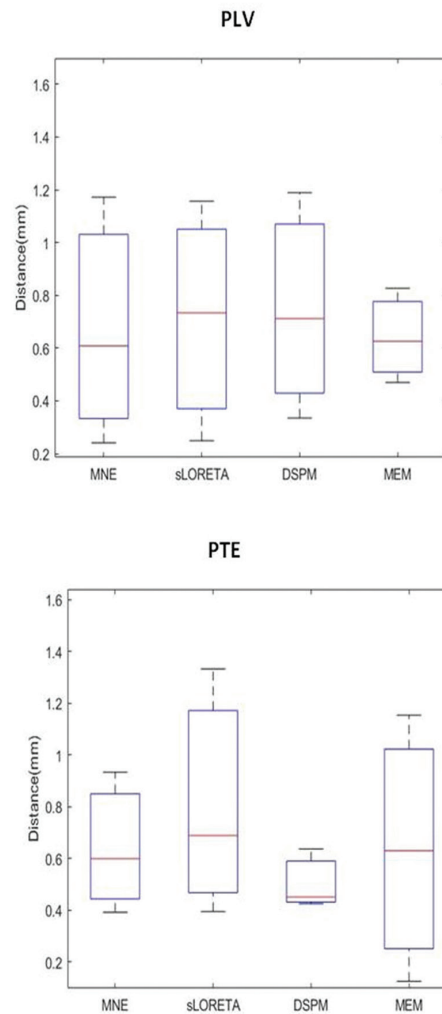 PLV
1.6
1.4
1.2
1
0.8
0.6
0.4
0.2
Distance(mm)
MNE sLORETA DSPM MEM
PTE
1.6
1.4
1.2
1
0.8
0.6
0.4
0.2
Distance(mm)
MNE sLORETA DSPM MEM